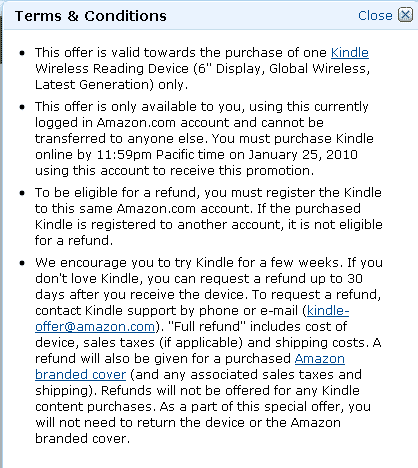 Terms & Conditions
Close
This offer is valid towards the purchase of one Kindle
Wireless Reading Device (6" Display, Global Wireless,
Latest Generation) only.
This offer is only available to you, using this currently
logged in Amazon.com account and cannot be
transferred to anyone else. You must purchase Kindle
online by 11:59pm Pacific time on January 25, 2010
using this account to receive this promotion.
To be eligible for a refund, you must register the Kindle
to this same Amazon.com account. If the purchased
Kindle is registered to another account, it is not eligible
for a refund.
We encourage you to try Kindle for a few weeks. If you
don't love Kindle, you can request a refund up to 30
days after you receive the device. To request a refund,
contact Kindle support by phone or e-mail (kindle-
offer@amazon.com). "Full refund" includes cost of
device, sales taxes (if applicable) and shipping costs. A
refund will also be given for a purchased Amazon
branded cover (and any associated sales taxes and
shipping). Refunds will not be offered for any Kindle
content purchases. As a part of this special offer, you
will not need to return the device or the Amazon
branded cover.